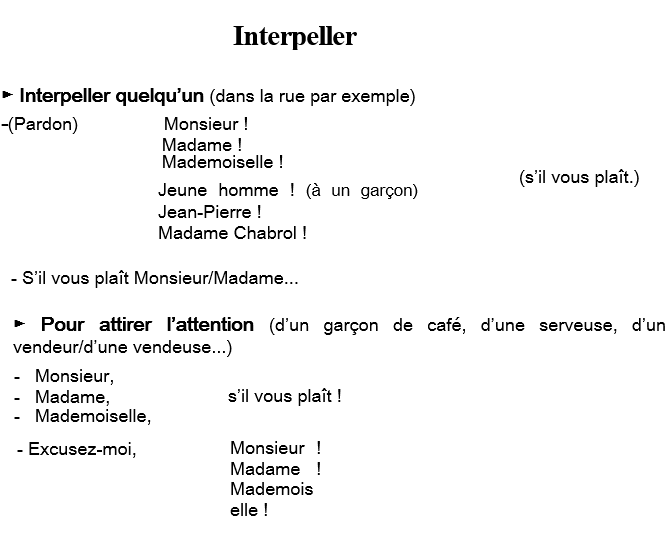 Interpeller
► Interpeller quelqu'un (dans la rue par exemple)
-(Pardon) Monsieur !
Madame !
Mademoiselle !
(s'il vous plaît.)
Jeune homme ! (à un garçon)
Jean-Pierre !
Madame Chabrol !
- S'il vous plaît Monsieur/Madame...
► Pour attirer l'attention (d'un garçon de café, d'une serveuse, d'un
vendeur/d'une vendeuse...)
- Monsieur,
- Madame, s'il vous plaît !
- Mademoiselle,
- Excusez-moi, Monsieur !
Madame !
Mademois
elle !